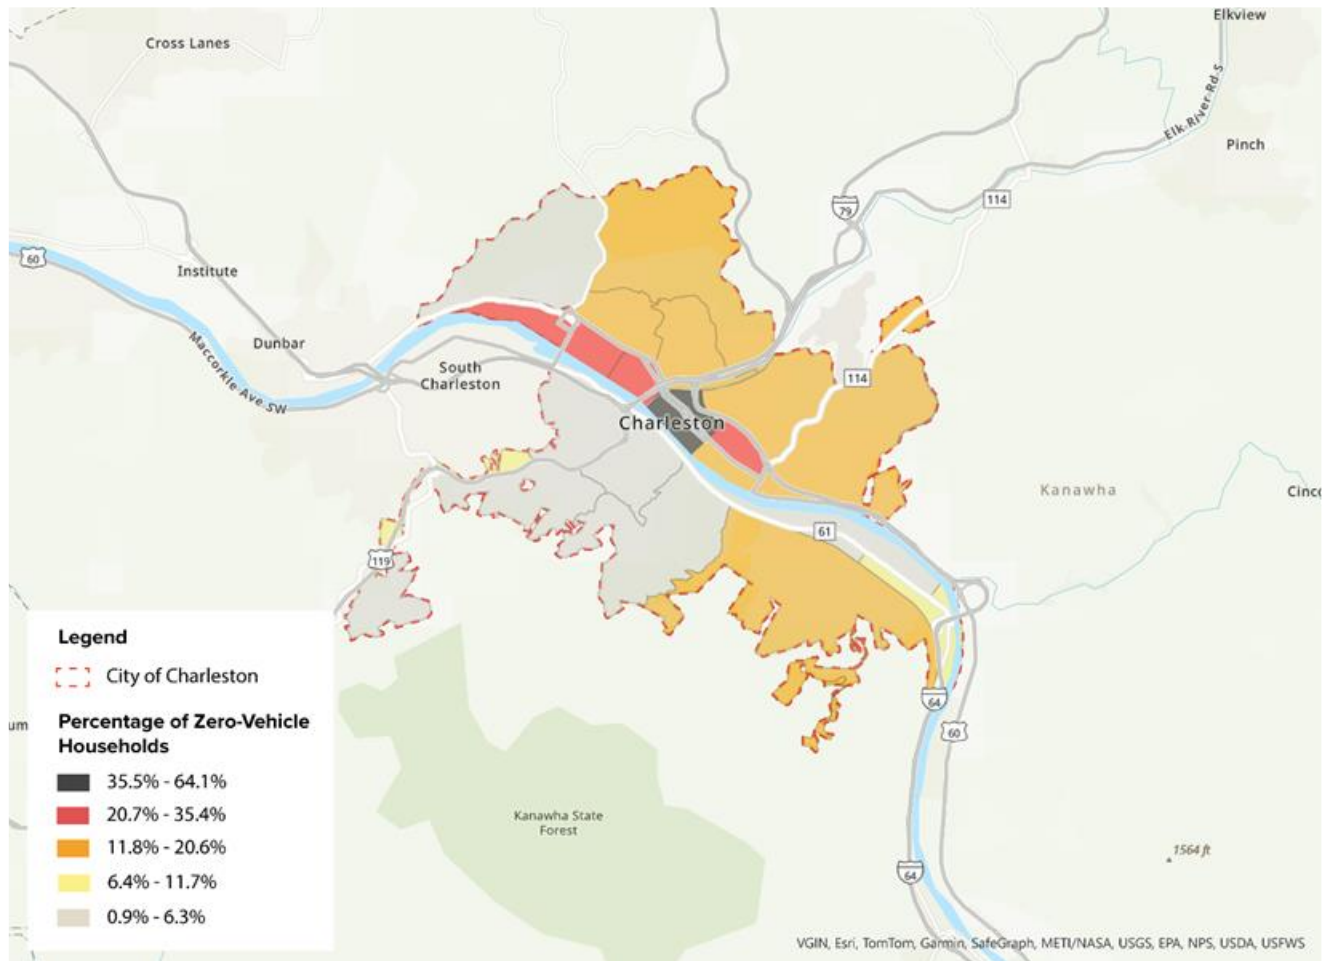 Elkview
Cross Lanes
Elk River Rd S
Pinch
114
79
60
Institute
Dunbar
Maccorkle Ave SW
South
Charleston
114
Charleston
Kanawha
61
119
64
60
Kanawha State
Forest
1564 ft
64
Legend
City of Charleston
Percentage of Zero-Vehicle
Households
35.5% - 64.1%
20.7% - 35.4%
11.8% - 20.6%
6.4% - 11.7%
0.9% - 6.3%
VGIN, Esri, TomTom, Garmin, SafeGraph, METI/NASA, USGS, EPA, NPS, USDA, USFWS